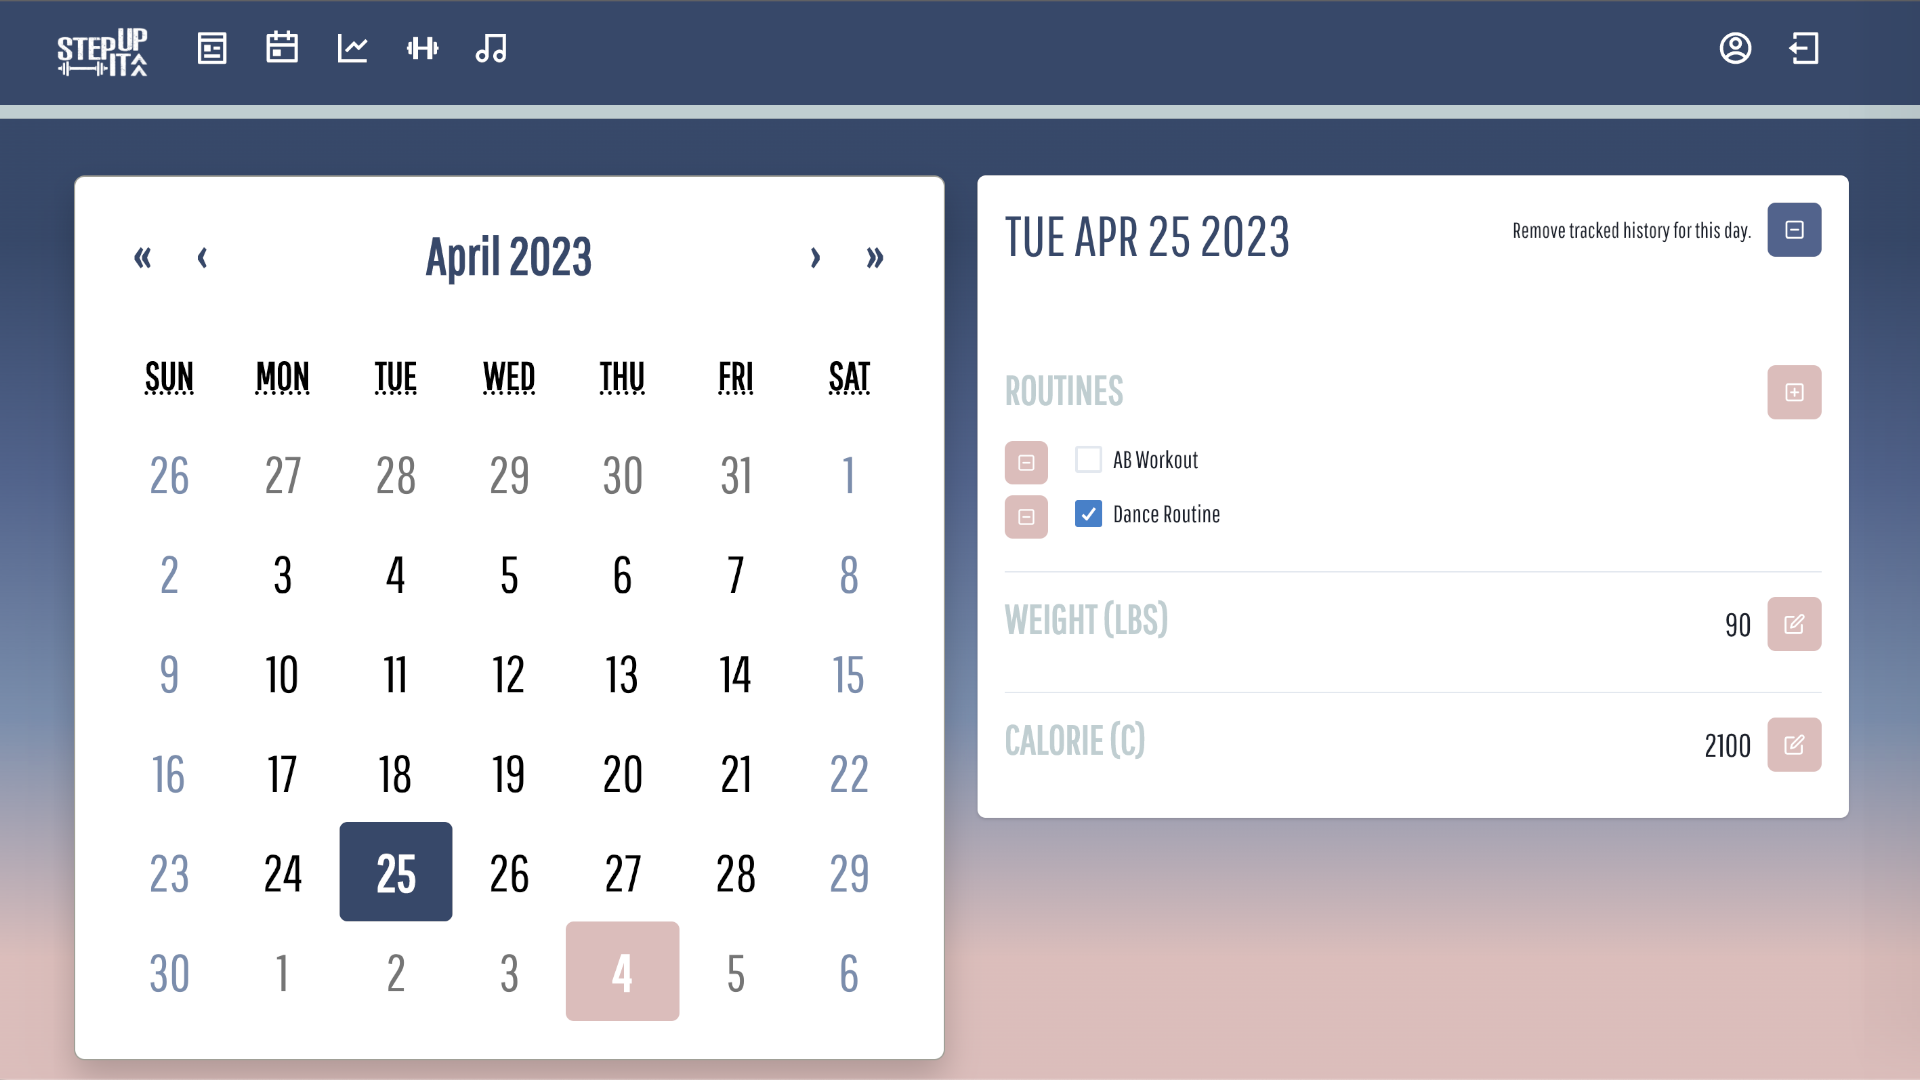 STEP UP
IT
« ‹ April 2023 › »
SUN MON TUE WED THU FRI SAT
26 27 28 29 30 31 1
2 3 4 5 6 7 8
9 10 11 12 13 14 15
16 17 18 19 20 21 22
23 24 25 26 27 28 29
30 1 2 3 4 5 6
TUE APR 25 2023
Remove tracked history for this day.
ROUTINES
AB Workout
Dance Routine
WEIGHT (LBS)
90
CALORIE (C)
2100